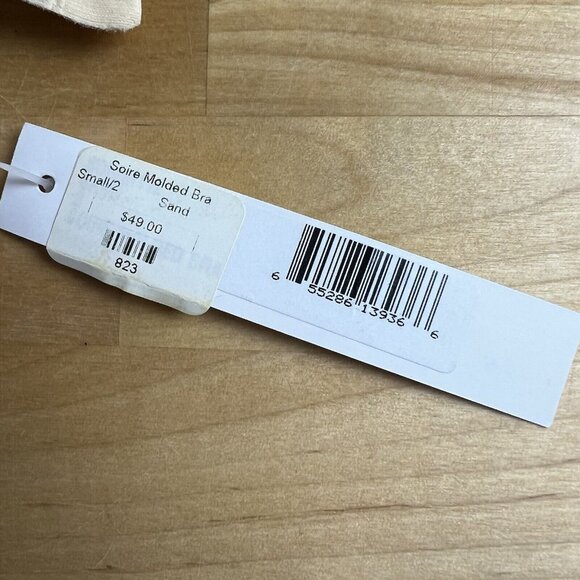 Soire Molded Bra
Small/2 Sand
$49.00
823
6 55286 13936 6